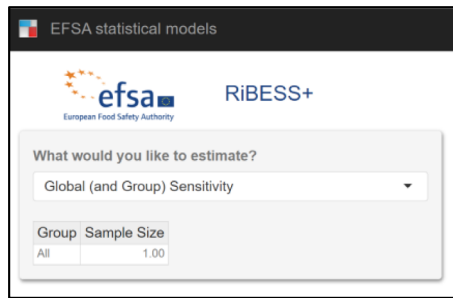 EFSA statistical models
efsa
European Food Safety Authority
RiBESS+
What would you like to estimate?
Global (and Group) Sensitivity
Group Sample Size
All 1.00